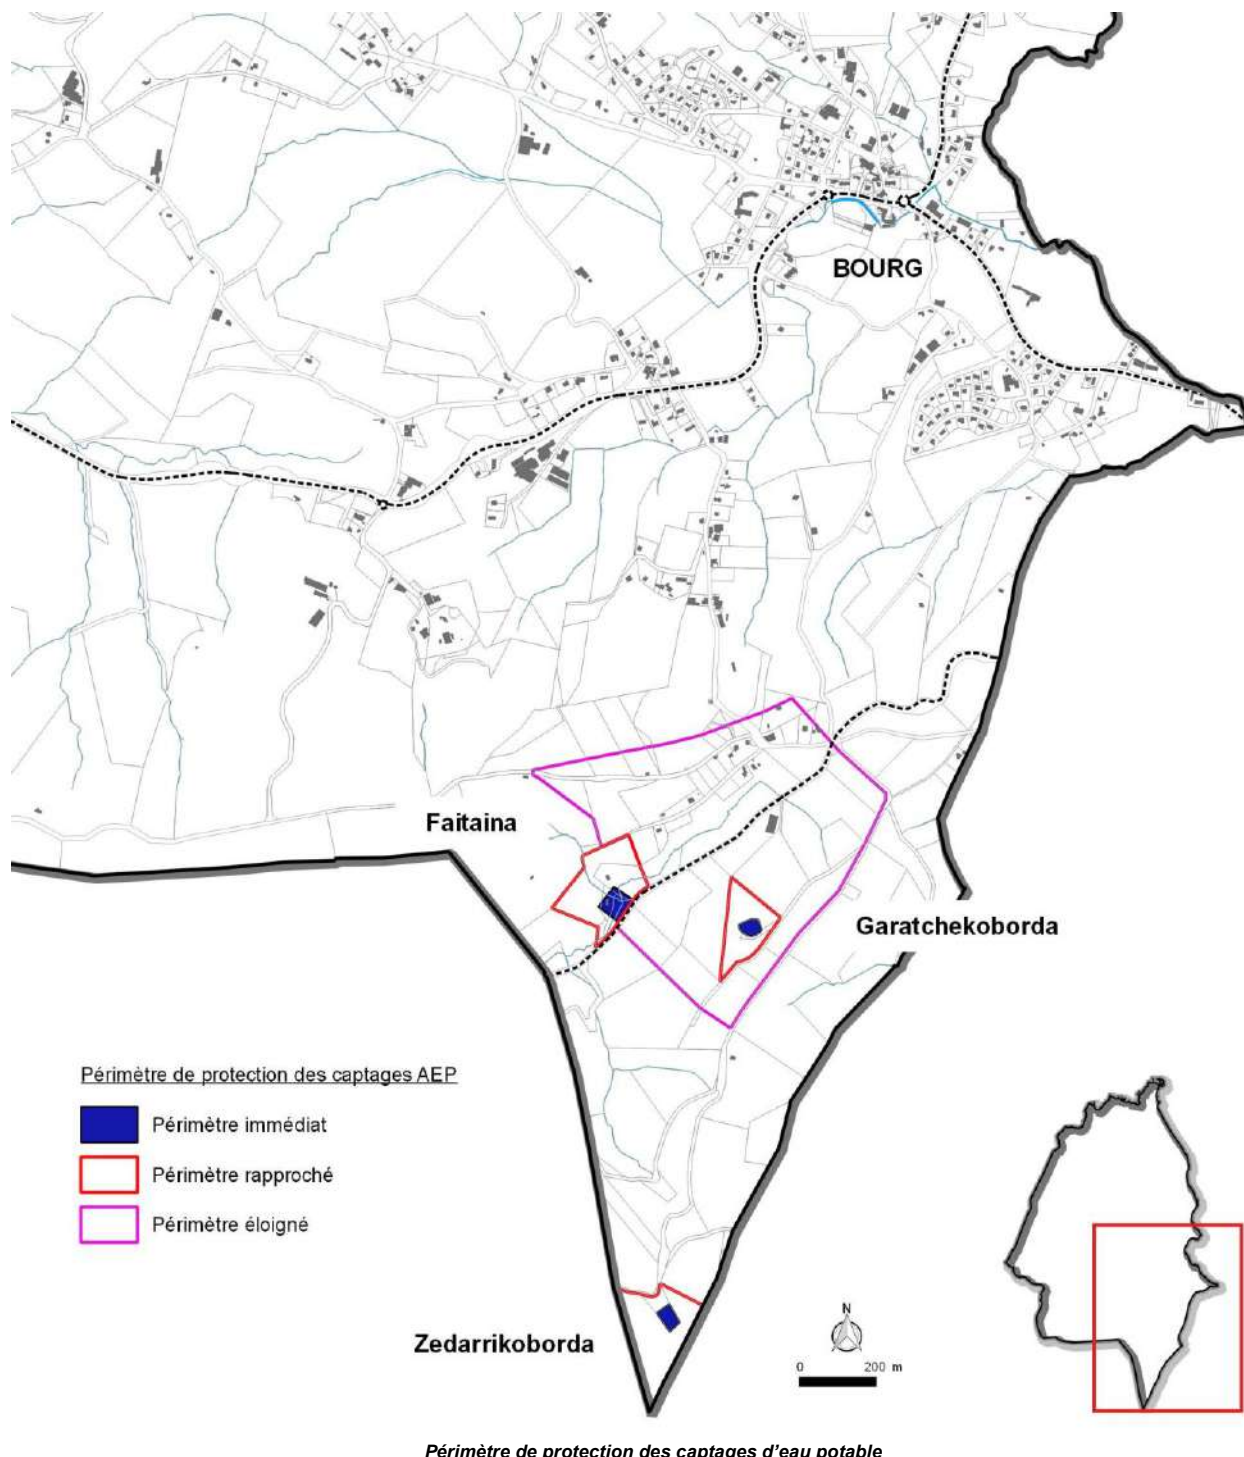 BOURG
Faitaina
Garatchekoborda
Périmètre de protection des captages AEP
Périmètre immédiat
Périmètre rapproché
Périmètre éloigné
Zedarrikoborda
N
0 200 m
Périmètre de protection des captages d'eau potable